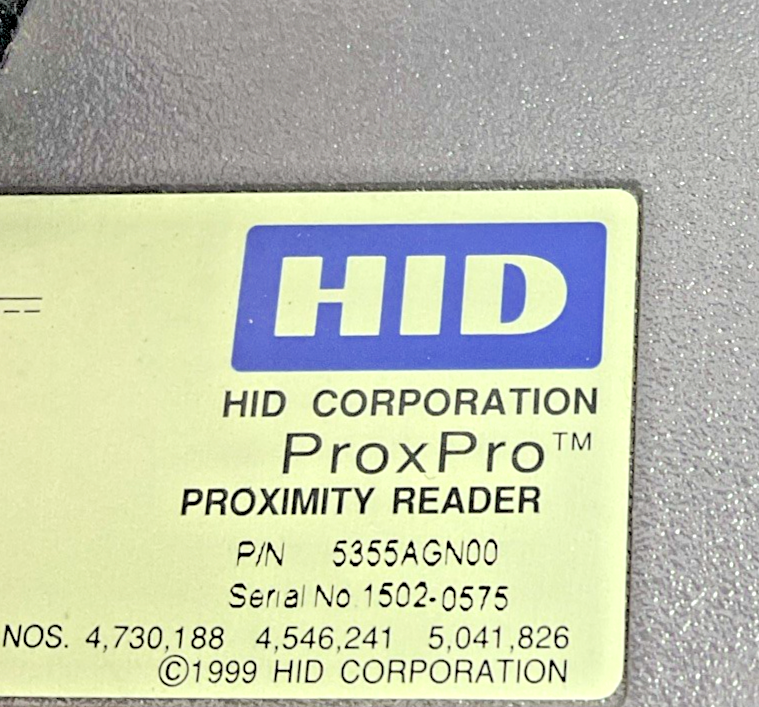 HID
HID CORPORATION
ProxPro™
PROXIMITY READER
P/N 5355AGN00
Serial No. 1502-0575
NOS. 4,730,188 4,546,241 5,041,826
©1999 HID CORPORATION